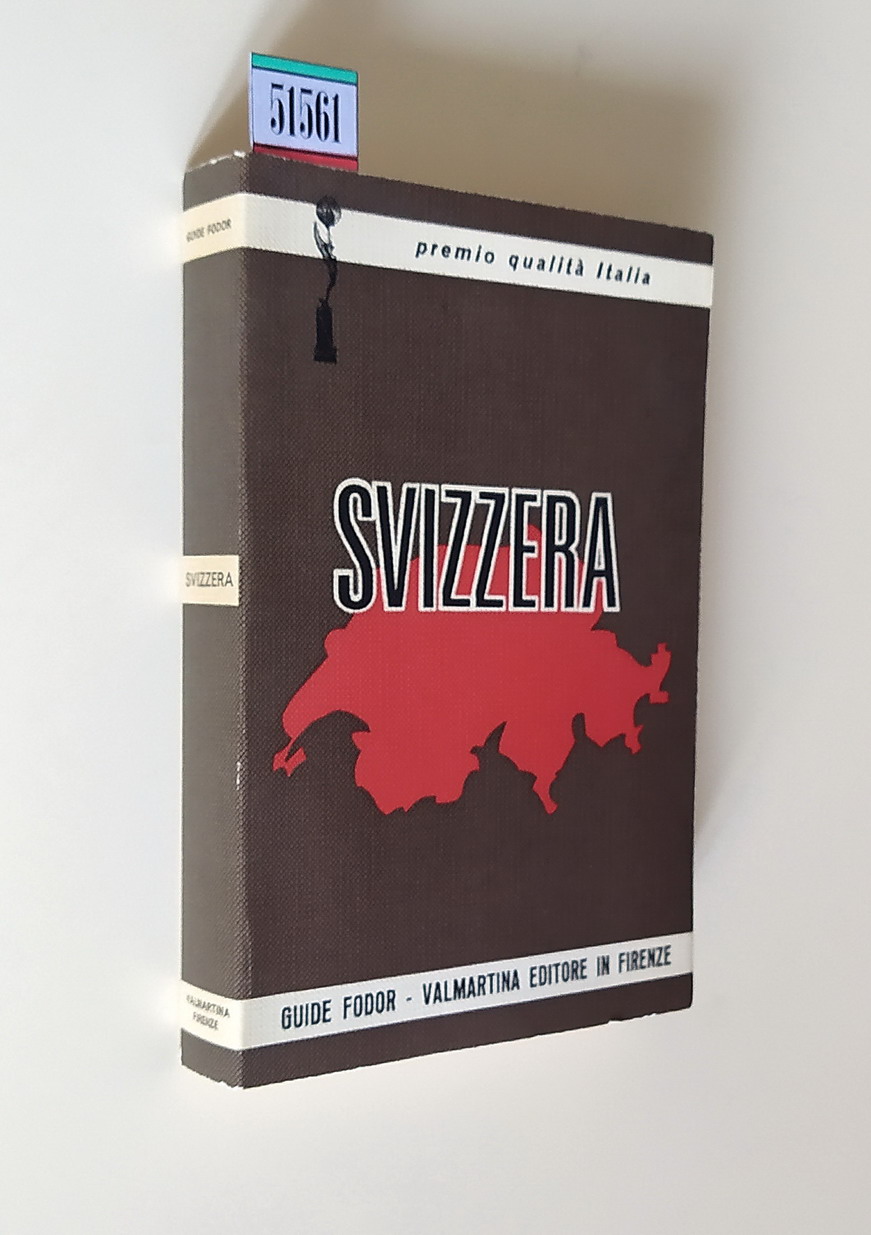 51561
GUIDE FODOR
premio qualità Italia
SVIZZERA
SVIZZERA
GUIDE FODOR - VALMARTINA EDITORE IN FIRENZE
VALMARTINA
FIRENZE